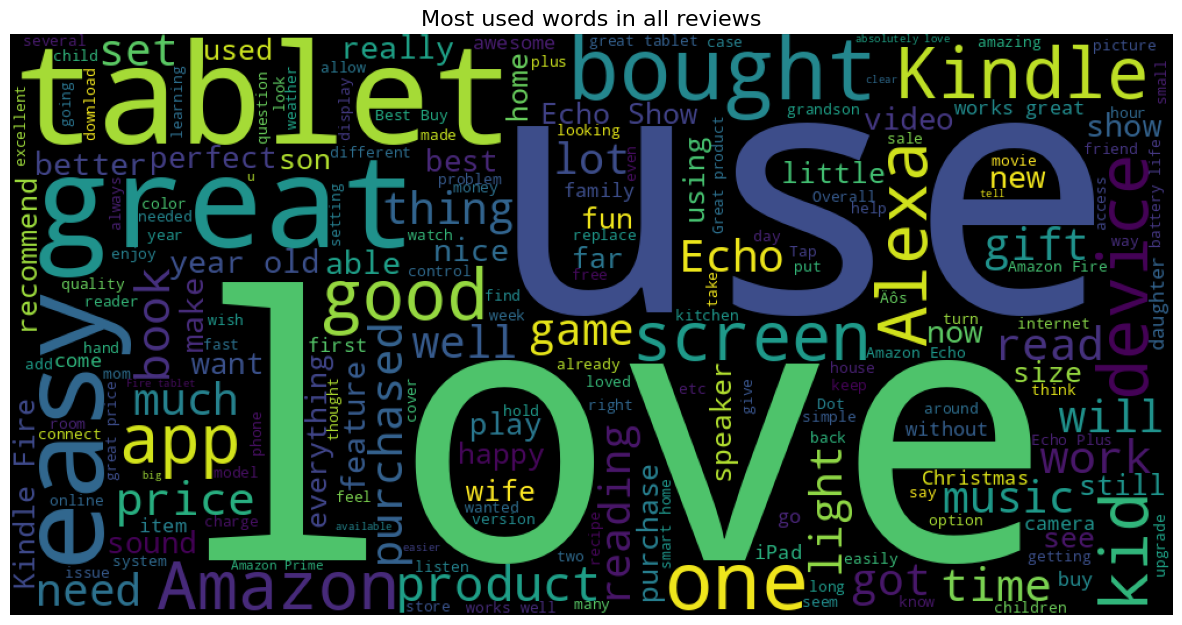 Most used words in all reviews
several
child
set
used
really
awesome
plus
great tablet
case
absolutely love
amazing
picture
tablet
bought
Kindle
excellent
going
download
learning
question
look
weather
allow
display
Best Buy
made
home
Echo Show
looking
clear
grandson
works great
video
show
hour
small
better
perfect
son
different
best
lot
even
using
Great product
little
sale
Alexa
movie
new
tell
friend
device
access
battery life
great
always
color
needed
year
u
setting
problem
money
thing
family
fun
use
Overall
help
gift
way
recommend
enjoy
year old
able
watch
nice
replace
far
free
day
Echo
take
Tap
put
Amazon Fire
daughter
quality
reader
book
make
wish
fast
good
control
find
week
kitchen
Aôs
turn
internet
easy
add
hand
come
mom
want
first
purchased
well
game
already
screen
Amazon Echo
now
read
Fire tablet
much
everything
thought
feature
cover
love
loved
right
etc
house
keep
size
think
Kindle Fire
room
connect
great price
app
phone
big
model
feel
play
hold
happy
wife
wanted
version
reading
speaker
give
Dot
simple
back
light
around
without
will
Echo Plus
work
price
online
item
charge
available
purchase
smart home
go
Christmas
say
music
option
still
camera
kid
upgrade
sound
system
issue
easier
two
recipe
iPad
easily
see
getting
need
Amazon Prime
Amazon
listen
product
store
works well
many
one
long
seem
got
know
time
buy
children